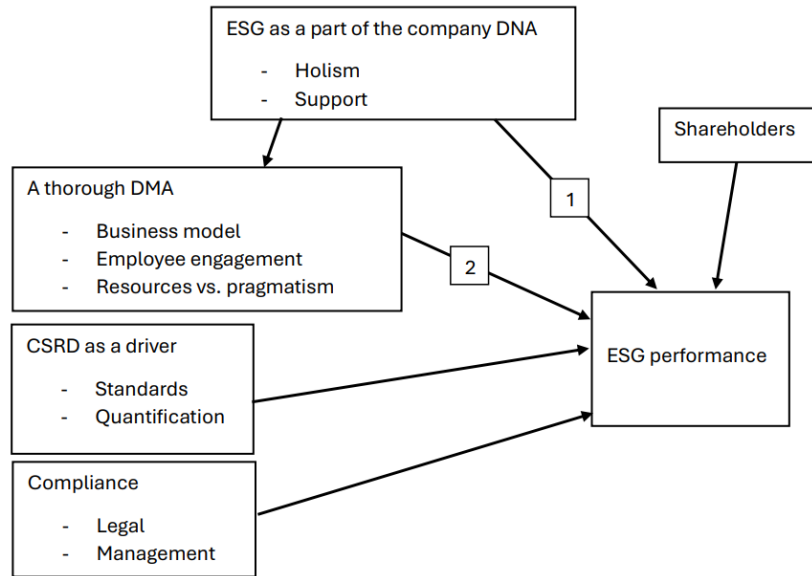 ESG as a part of the company DNA
- Holism
- Support
Shareholders
A thorough DMA
- Business model
- Employee engagement
- Resources vs. pragmatism
1
2
CSRD as a driver
- Standards
- Quantification
ESG performance
Compliance
- Legal
- Management